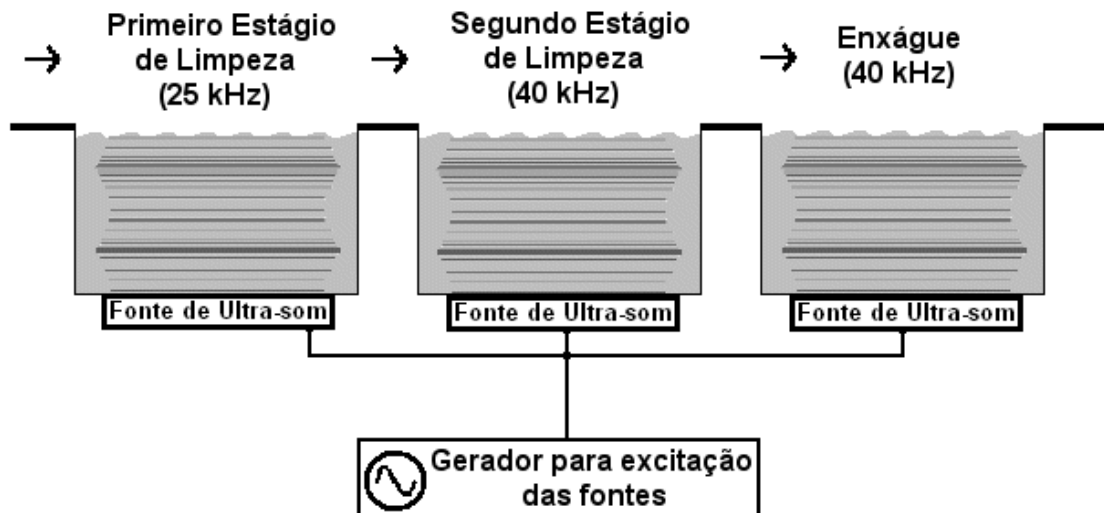 Primeiro Estágio
de Limpeza
(25 kHz)
Segundo Estágio
de Limpeza
(40 kHz)
Enxágue
(40 kHz)
Fonte de Ultra-som
Fonte de Ultra-som
Fonte de Ultra-som
Gerador para excitação
das fontes